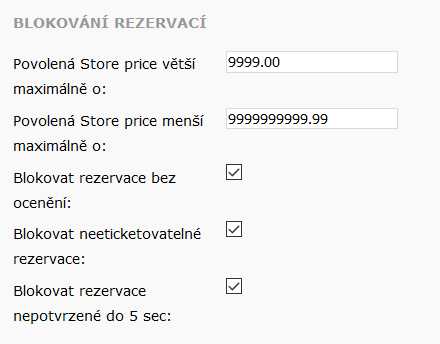 BLOKOVÁNÍ REZERVACÍ
Povolená Store price větší
maximálně o:
9999.00
Povolená Store price menší
maximálně o:
9999999999.99
Blokovat rezervace bez
ocenění:
Blokovat neeticketovatelné
rezervace:
Blokovat rezervace
nepotvrzené do 5 sec: